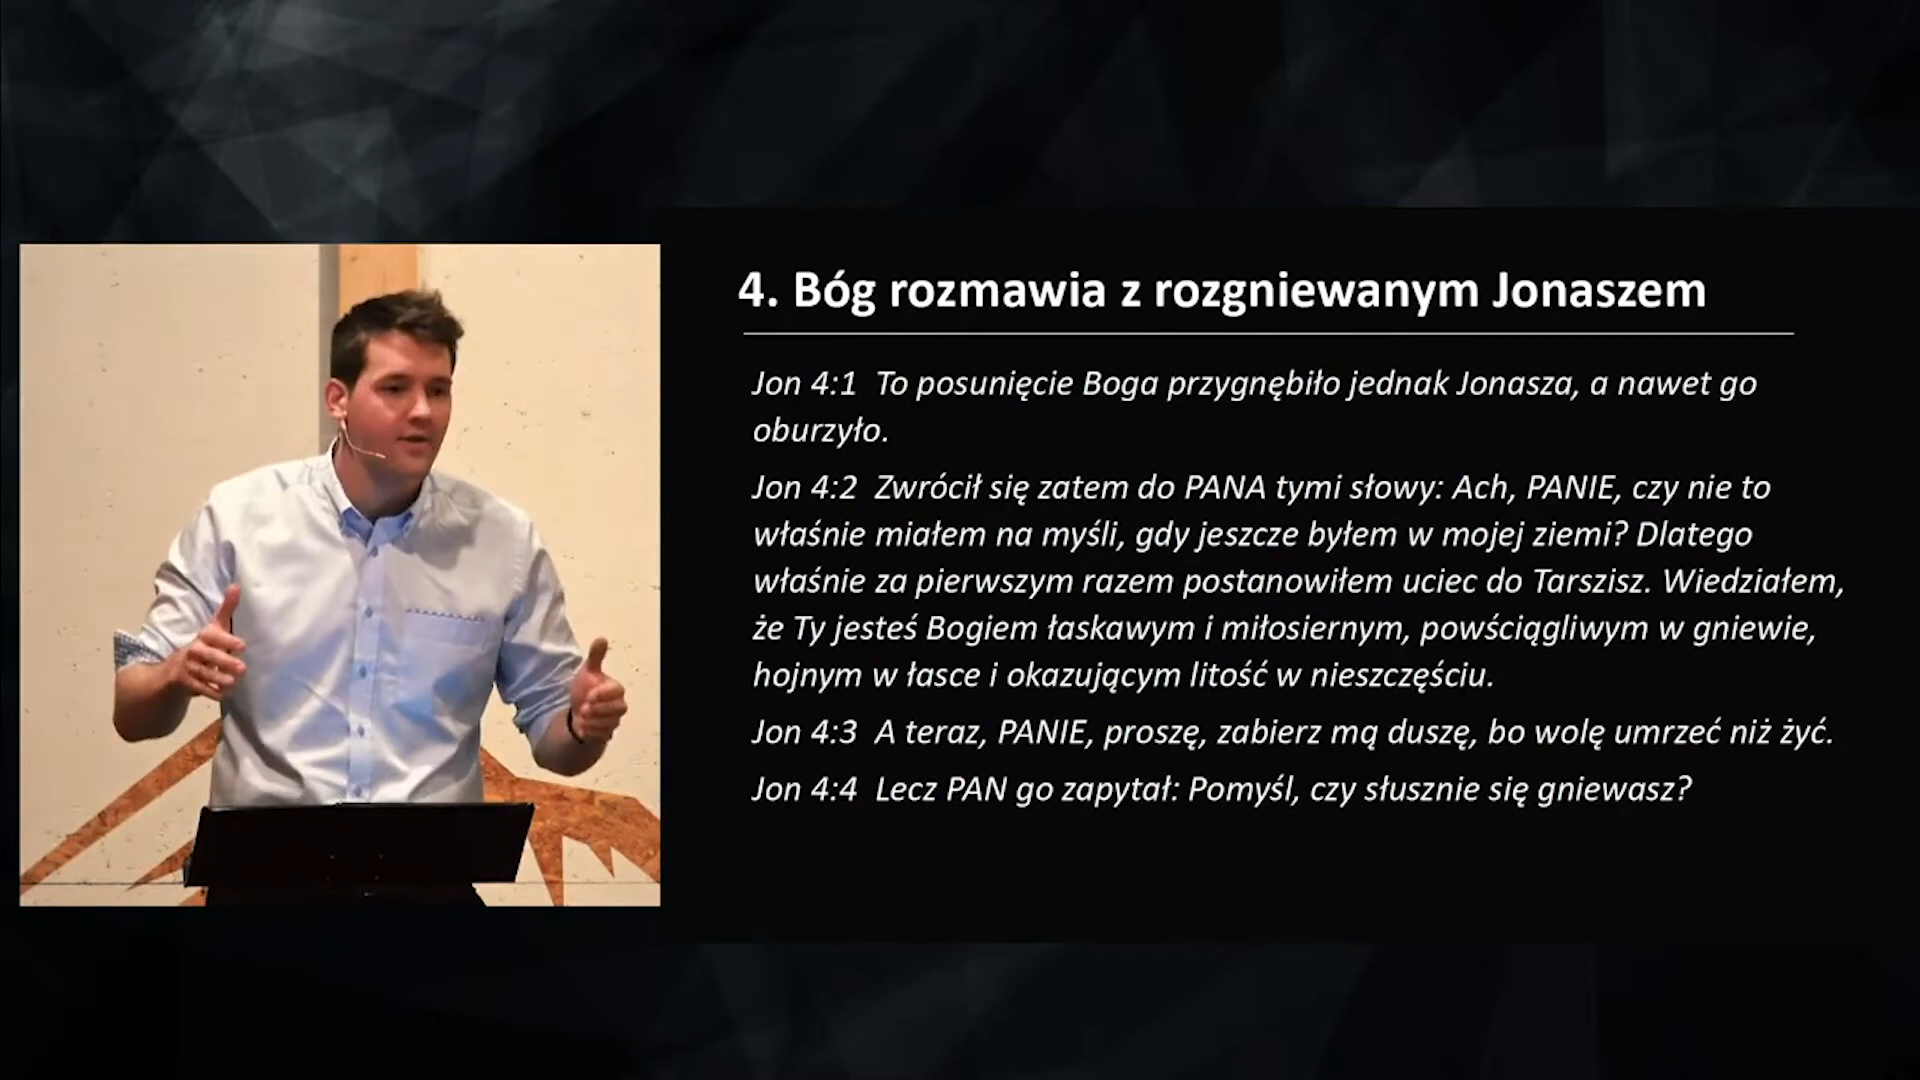 4. Bóg rozmawia z rozgniewanym Jonaszem
Jon 4:1 To posunięcie Boga przygnębiło jednak Jonasza, a nawet go
oburzyło.
Jon 4:2 Zwrócił się zatem do PANA tymi słowy: Ach, PANIE, czy nie to
właśnie miałem na myśli, gdy jeszcze byłem w mojej ziemi? Dlatego
właśnie za pierwszym razem postanowiłem uciec do Tarszisz. Wiedziałem,
że Ty jesteś Bogiem łaskawym i miłosiernym, powściągliwym w gniewie,
hojnym w łasce i okazującym litość w nieszczęściu.
Jon 4:3 A teraz, PANIE, proszę, zabierz mą duszę, bo wolę umrzeć niż żyć.
Jon 4:4 Lecz PAN go zapytał: Pomyśl, czy słusznie się gniewasz?